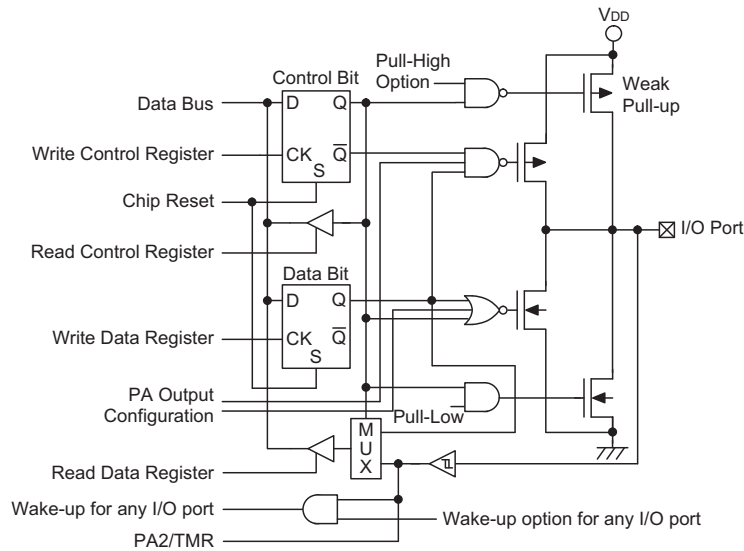 VDD
Pull-High
Option
Weak
Pull-up
Control Bit
Data Bus
D
Q
Write Control Register
CK
Q
S
Chip Reset
I/O Port
Read Control Register
Data Bit
D
Q
Write Data Register
CK
Q
S
PA Output
Configuration
Pull-Low
M
U
X
Read Data Register
Wake-up for any I/O port
Wake-up option for any I/O port
PA2/TMR